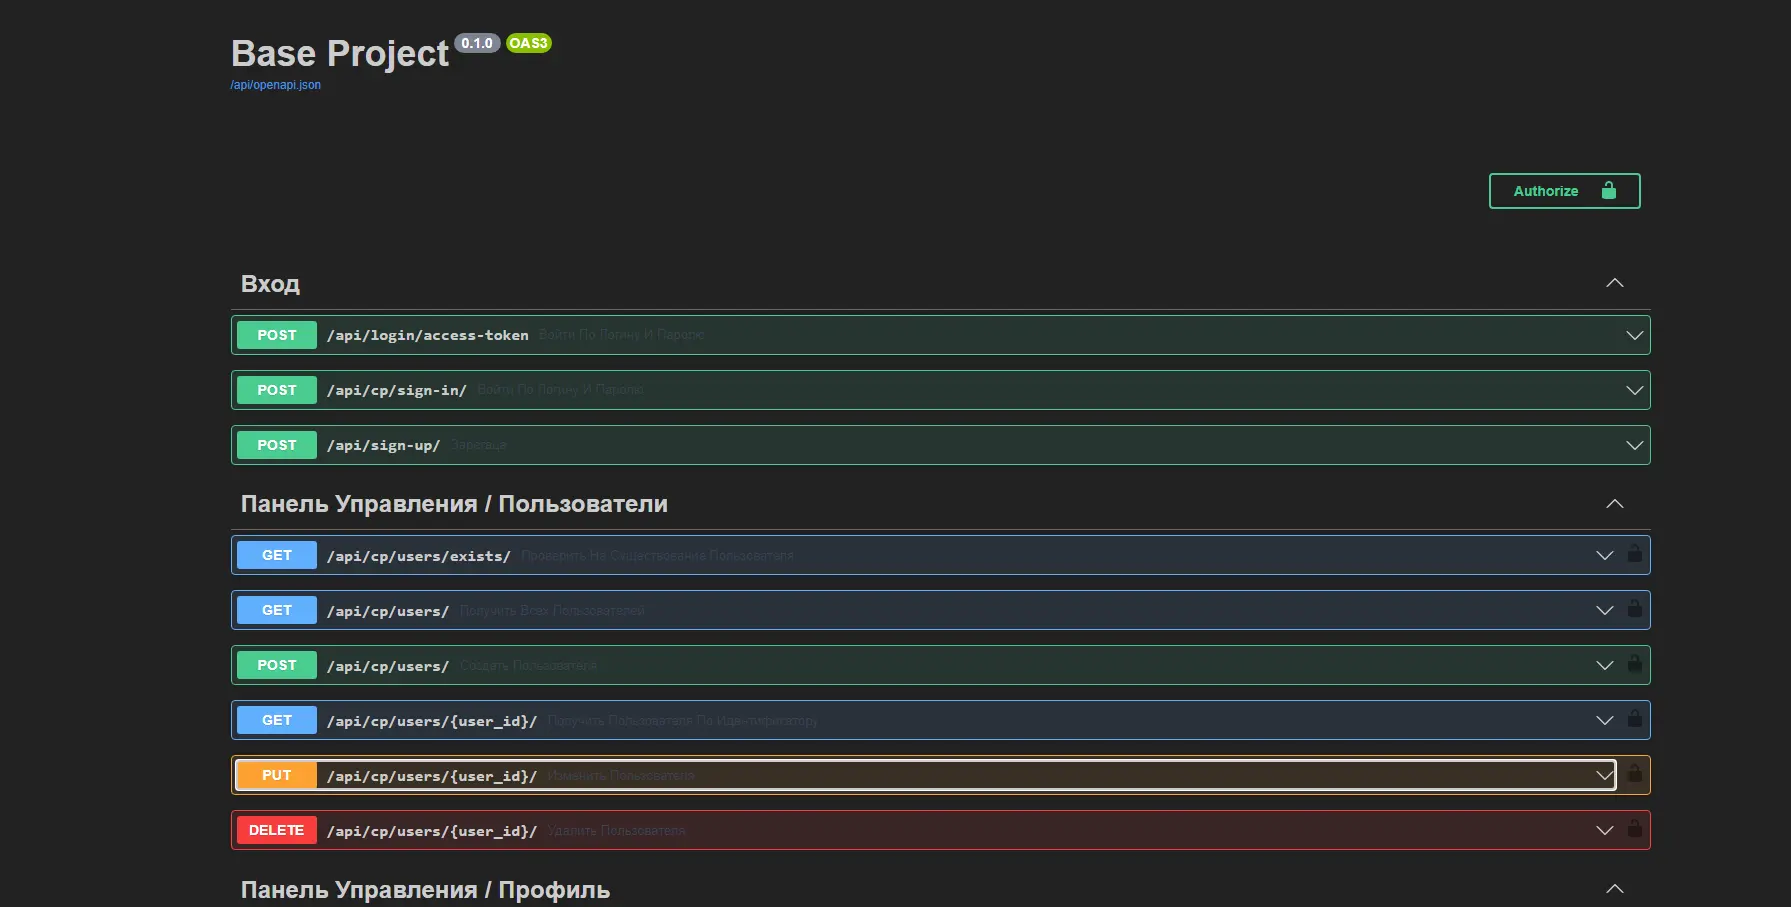 Base Project 0.1.0 OAS3
/api/openapi.json
Authorize
Вход
POST /api/login/access-token Войти По Логину И Паролю
POST /api/cp/sign-in/ Войти По Логину И Паролю
POST /api/sign-up/
Панель Управления / Пользователи
GET /api/cp/users/exists/ Проверить На Существование Пользователя
GET /api/cp/users/ Получить Всех Пользователей
POST /api/cp/users/ Создать Пользователя
GET /api/cp/users/{user_id}/ Получить Пользователя По Идентификатору
PUT /api/cp/users/{user_id}/ Изменить Пользователя
DELETE /api/cp/users/{user_id}/ Удалить Пользователя
Панель Управления / Профиль